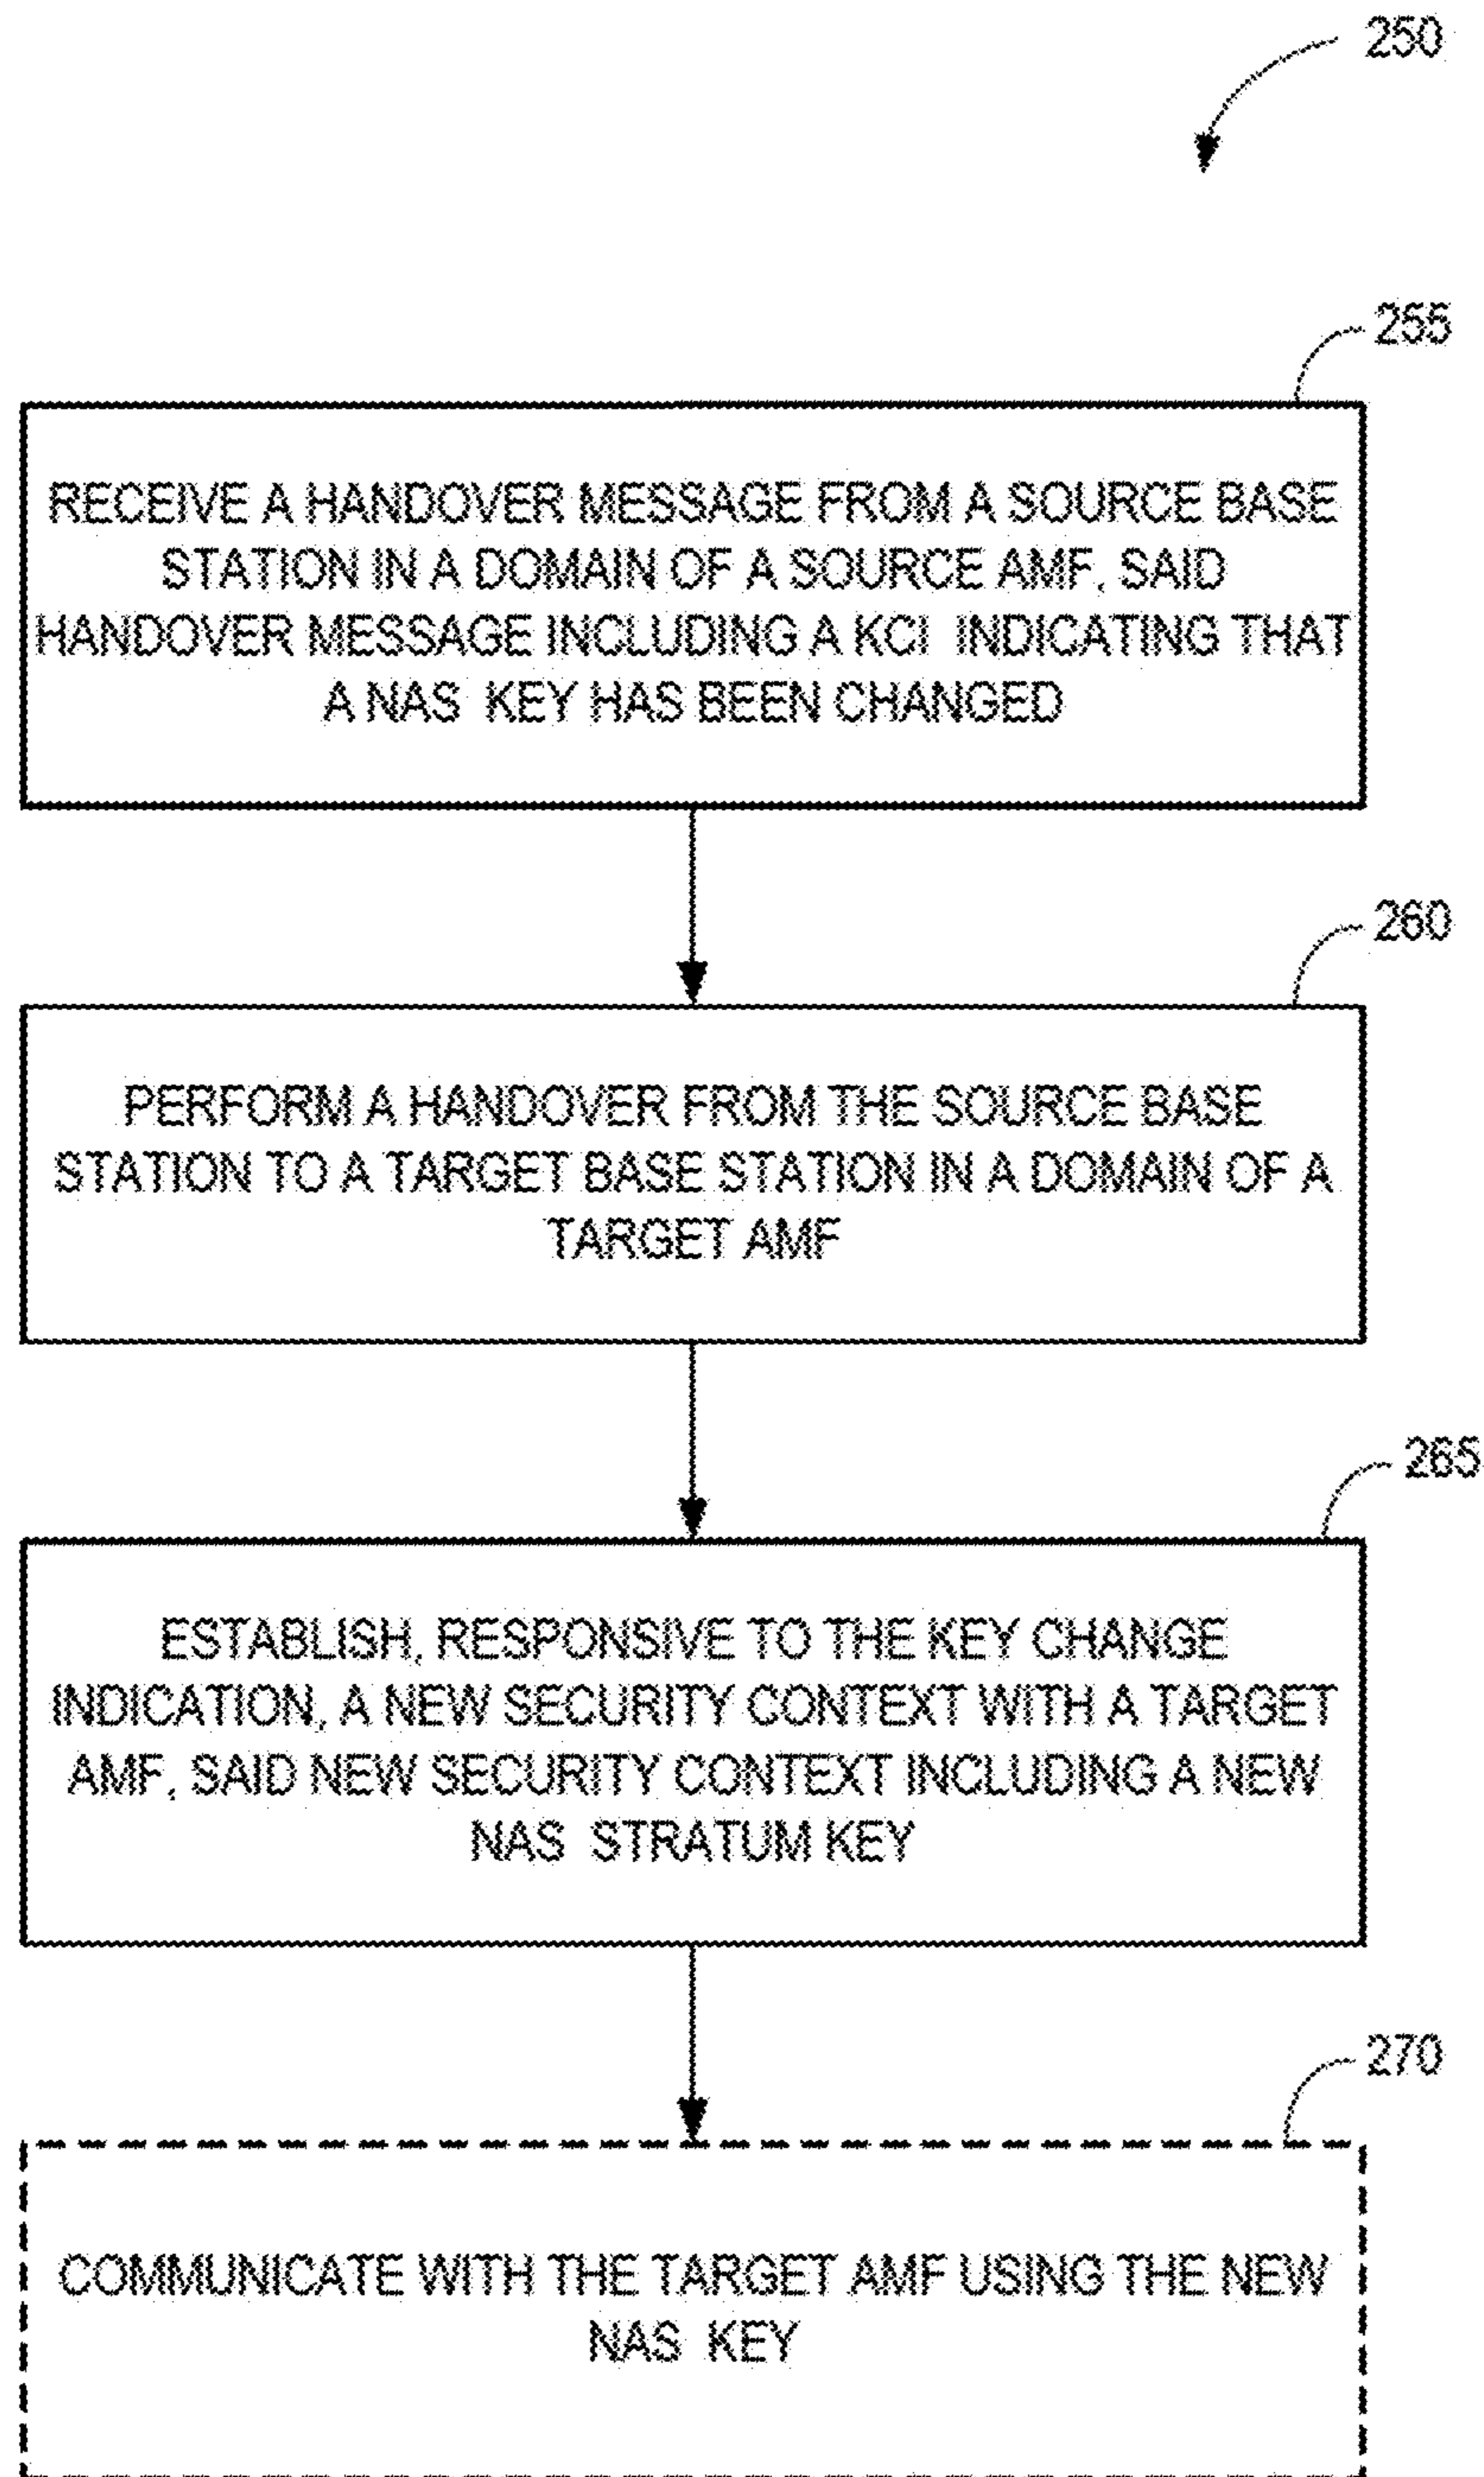 250
255
RECEIVE A HANDOVER MESSAGE FROM A SOURCE BASE
STATION IN A DOMAIN OF A SOURCE AMF, SAID
HANDOVER MESSAGE INCLUDING A KCI INDICATING THAT
A NAS KEY HAS BEEN CHANGED
260
PERFORM A HANDOVER FROM THE SOURCE BASE
STATION TO A TARGET BASE STATION IN A DOMAIN OF A
TARGET AMF
265
ESTABLISH, RESPONSIVE TO THE KEY CHANGE
INDICATION, A NEW SECURITY CONTEXT WITH A TARGET
AMF, SAID NEW SECURITY CONTEXT INCLUDING A NEW
NAS STRATUM KEY
270
COMMUNICATE WITH THE TARGET AMF USING THE NEW
NAS KEY